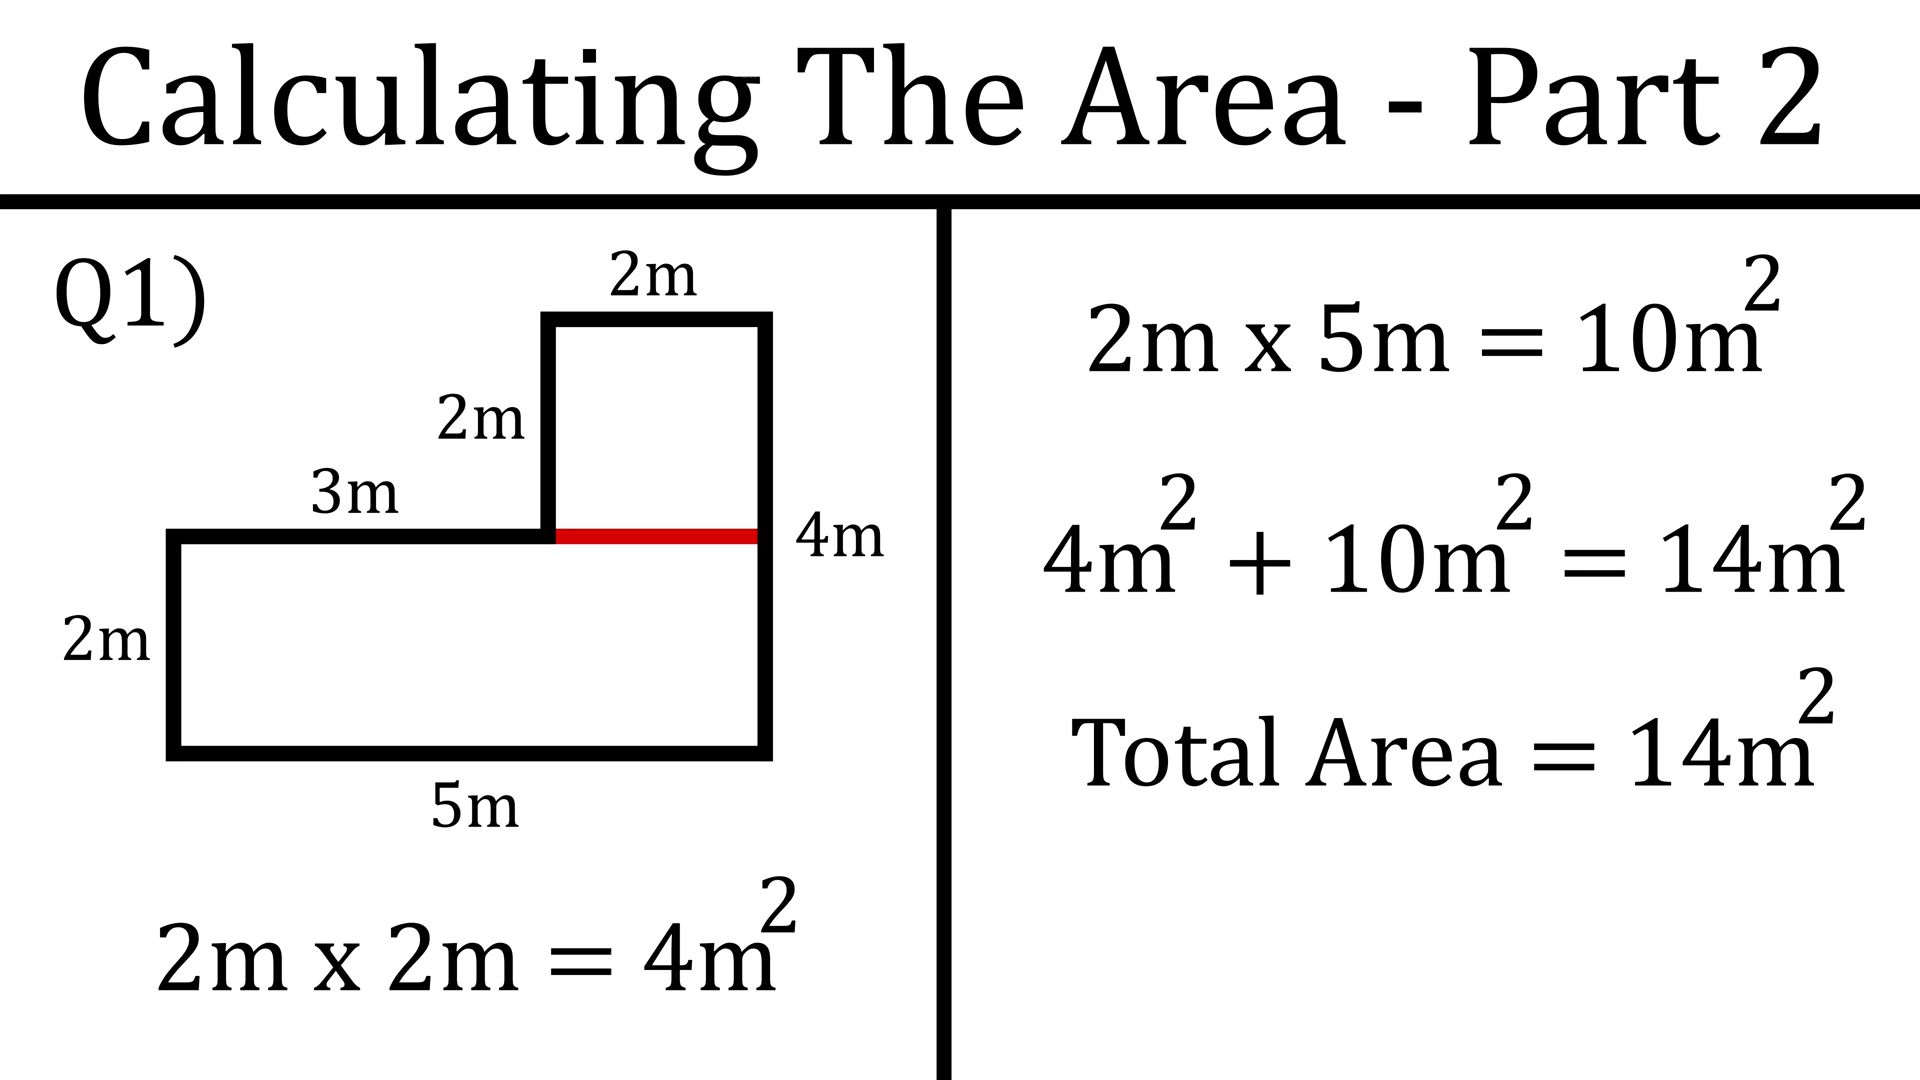 Calculating The Area - Part 2
Q1)
2m
2m
3m
4m
2m
5m
2m x 2m = 4m²
2m x 5m = 10m²
4m² + 10m² = 14m²
Total Area = 14m²